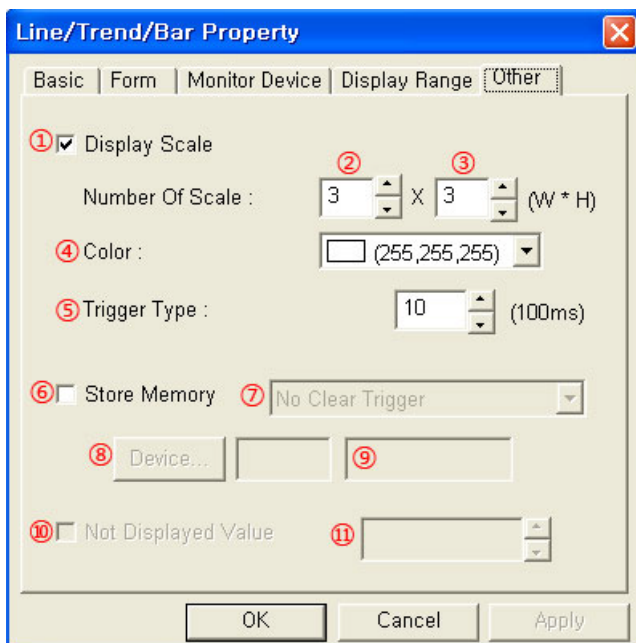 Line/Trend/Bar Property
Basic Form Monitor Device Display Range Other
① Display Scale
② ③
Number Of Scale : 3 X 3 (W * H)
④ Color : (255,255,255)
⑤ Trigger Type : 10 (100ms)
⑥ Store Memory ⑦ No Clear Trigger
⑧ Device... ⑨
⑩ Not Displayed Value ⑪
OK Cancel Apply